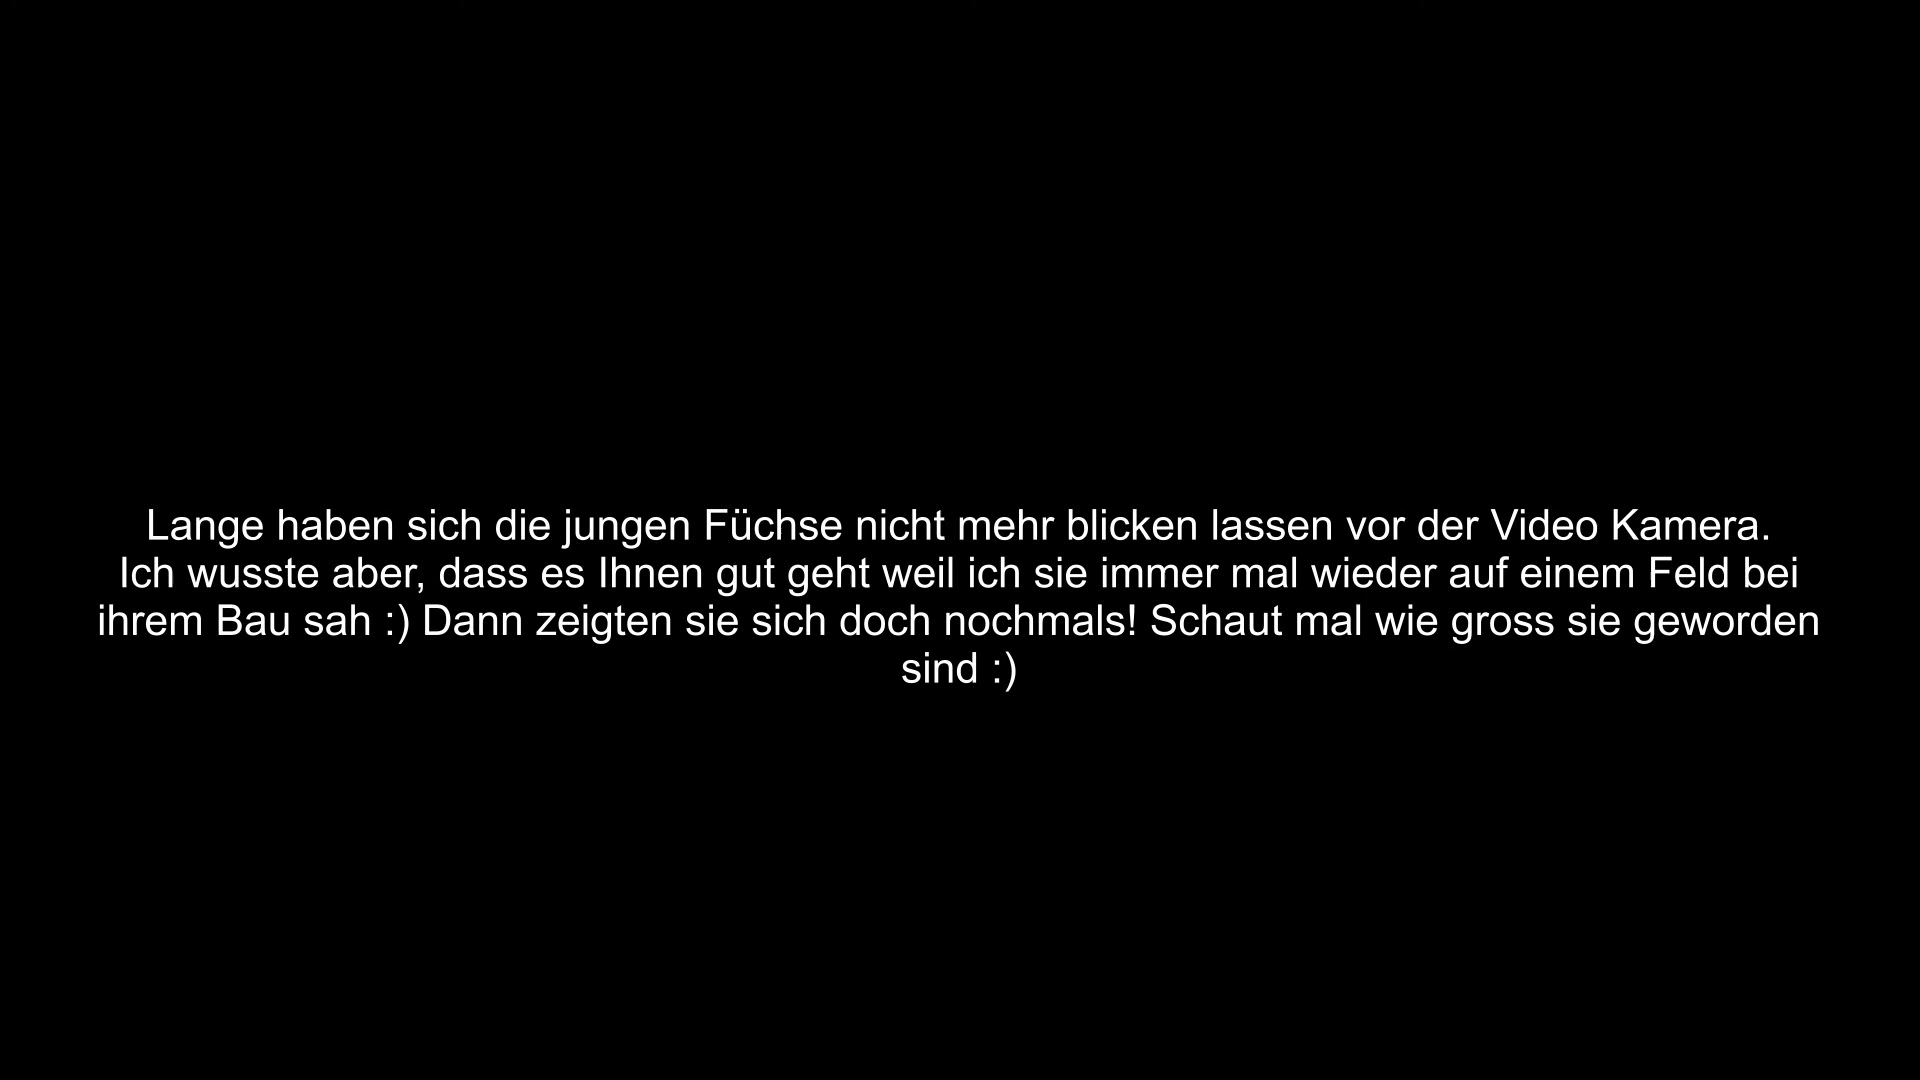 Lange haben sich die jungen Füchse nicht mehr blicken lassen vor der Video Kamera.
Ich wusste aber, dass es Ihnen gut geht weil ich sie immer mal wieder auf einem Feld bei
ihrem Bau sah :) Dann zeigten sie sich doch nochmals! Schaut mal wie gross sie geworden
sind :)